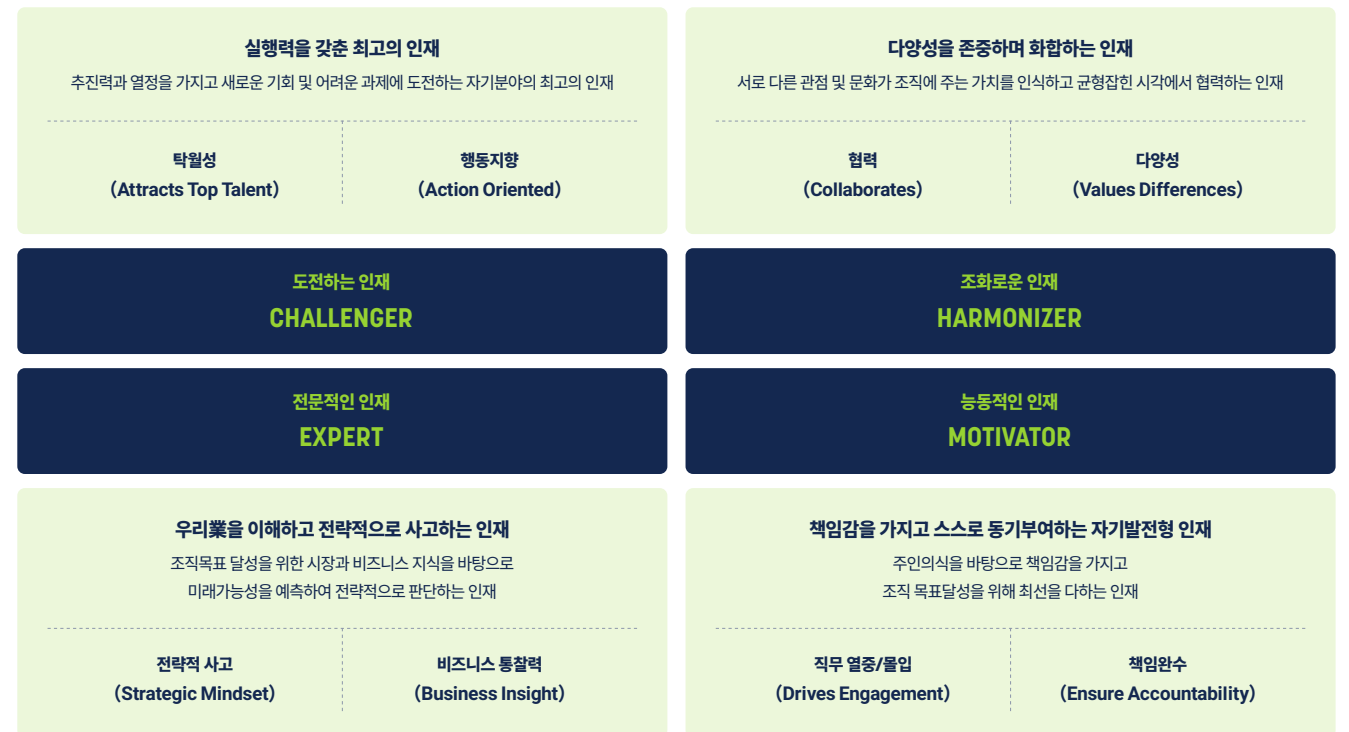 실행력을 갖춘 최고의 인재
추진력과 열정을 가지고 새로운 기회 및 어려운 과제에 도전하는 자기분야의 최고의 인재
탁월성
(Attracts Top Talent)
행동지향
(Action Oriented)
다양성을 존중하며 화합하는 인재
서로 다른 관점 및 문화가 조직에 주는 가치를 인식하고 균형잡힌 시각에서 협력하는 인재
협력
(Collaborates)
다양성
(Values Differences)
도전하는 인재
CHALLENGER
조화로운 인재
HARMONIZER
전문적인 인재
EXPERT
능동적인 인재
MOTIVATOR
우리業을 이해하고 전략적으로 사고하는 인재
조직목표 달성을 위한 시장과 비즈니스 지식을 바탕으로
미래가능성을 예측하여 전략적으로 판단하는 인재
전략적 사고
(Strategic Mindset)
비즈니스 통찰력
(Business Insight)
책임감을 가지고 스스로 동기부여하는 자기발전형 인재
주인의식을 바탕으로 책임감을 가지고
조직 목표달성을 위해 최선을 다하는 인재
직무 열중/몰입
(Drives Engagement)
책임완수
(Ensure Accountability)